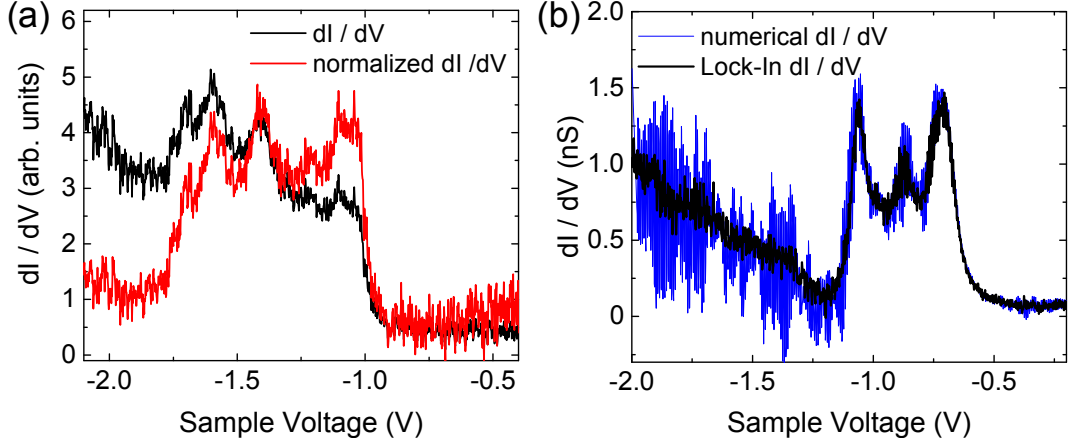 (a)
dI / dV
normalized dI /dV
dI / dV (arb. units)
6
5
4
3
2
1
0
-2.0 -1.5 -1.0 -0.5
Sample Voltage (V)
(b)
numerical dI / dV
Lock-In dI / dV
dI / dV (nS)
2.0
1.5
1.0
0.5
0
-2.0 -1.5 -1.0 -0.5
Sample Voltage (V)